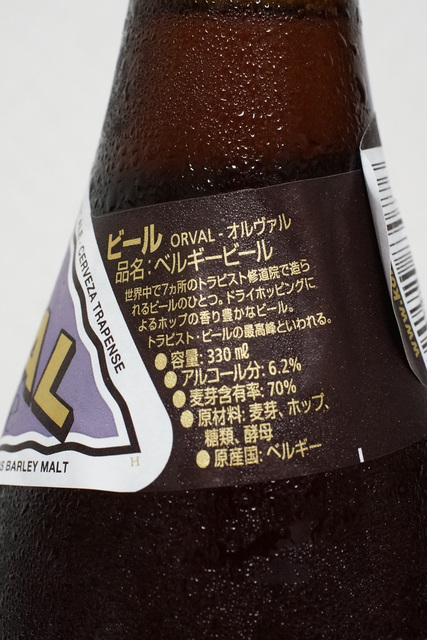 ビール ORVAL - オルヴァル
品名：ベルギービール
世界中で7ヵ所のトラピスト修道院で造ら
れるビールのひとつ。ドライホッピングに
よるホップの香り豊かなビール。
トラピスト・ビールの最高峰といわれる。
●容量：330㎖
●アルコール分：6.2%
●麦芽含有率：70%
●原材料：麦芽、ホップ、
糖類、酵母
●原産国：ベルギー
CERVEZA TRAPENSE
AL
BARLEY MALT
H